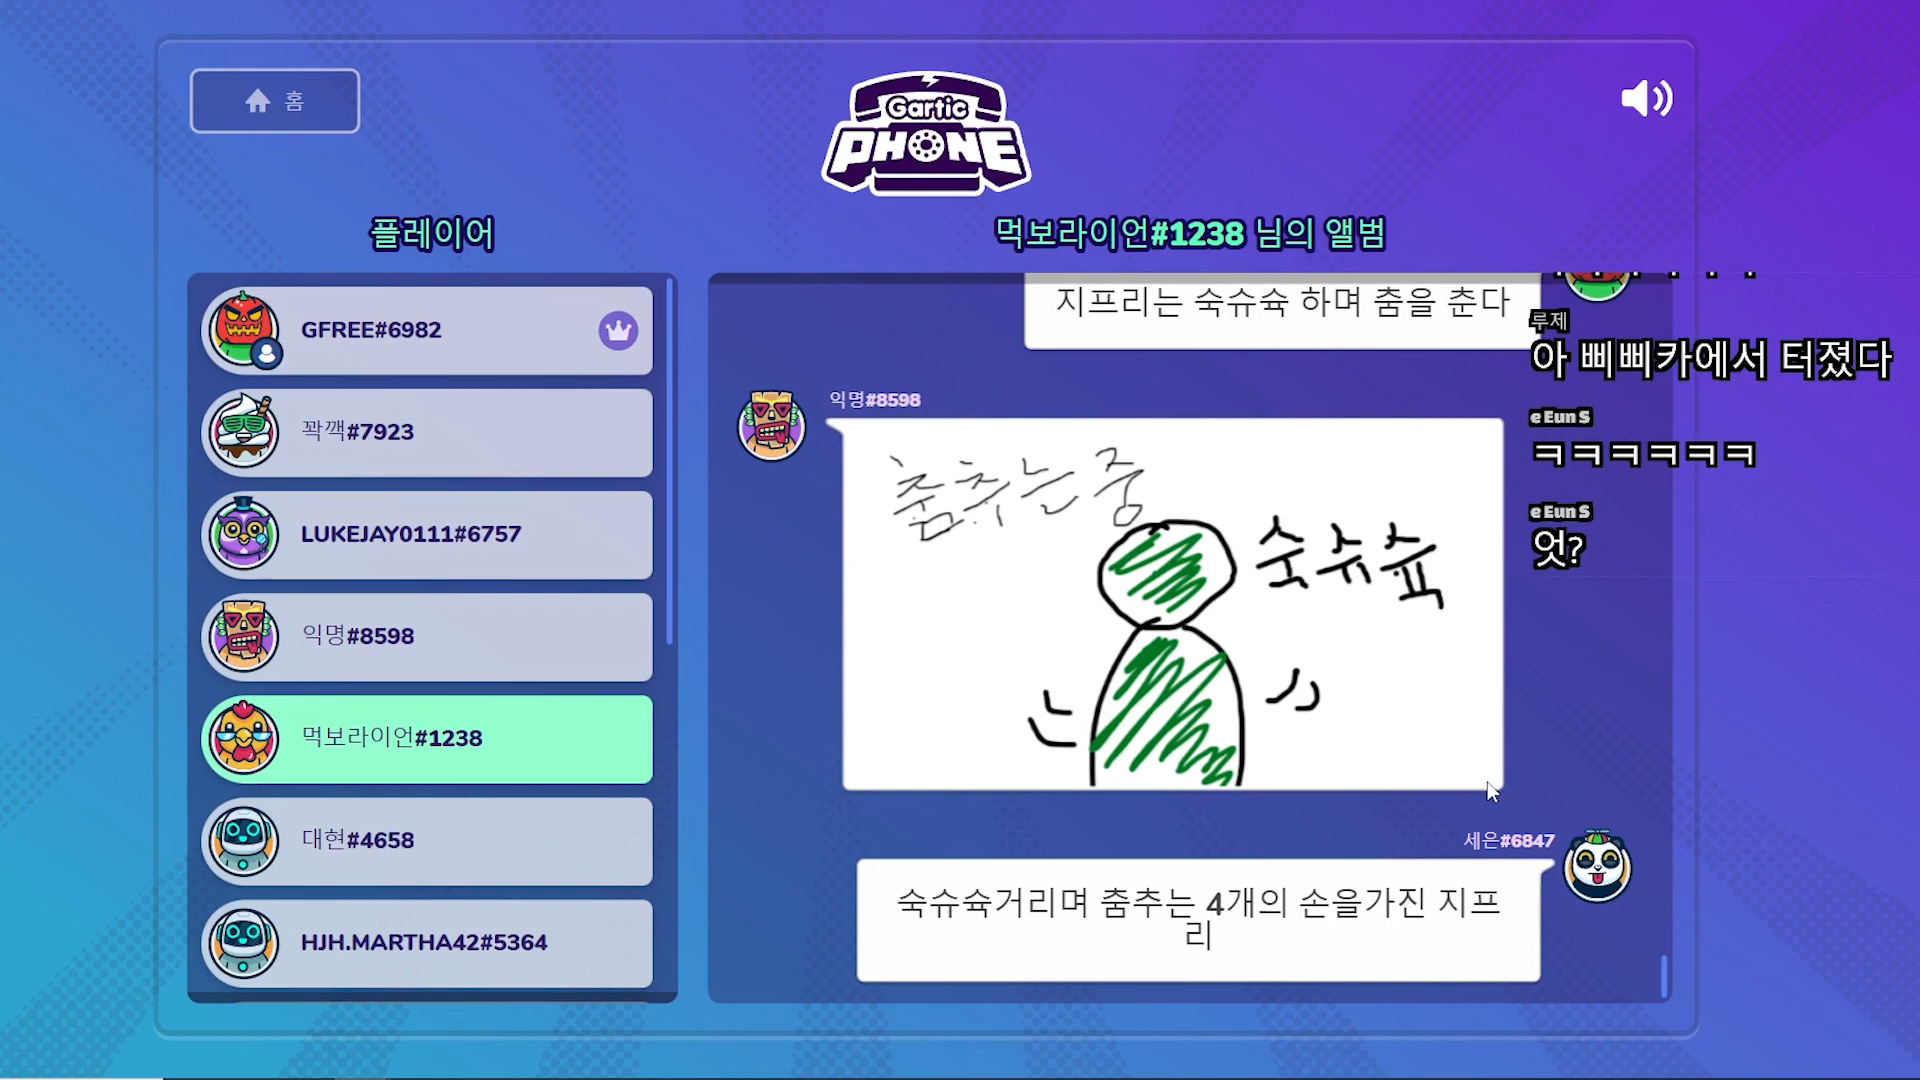 홈
Gartic
PHONE
플레이어
먹보라이언#1238 님의 앨범
GFREE#6982
꽉깩#7923
LUKEJAY0111#6757
익명#8598
먹보라이언#1238
대현#4658
HJH.MARTHA42#5364
지프리는 숙슈슉 하며 춤을 춘다
익명#8598
춤추는 중
숙슈슉
세은#6847
숙슈슉거리며 춤추는 4개의 손을가진 지프
리
루제
아 삐삐카에서 터졌다
e Eun S
ㅋㅋㅋㅋㅋㅋ
e Eun S
엇?